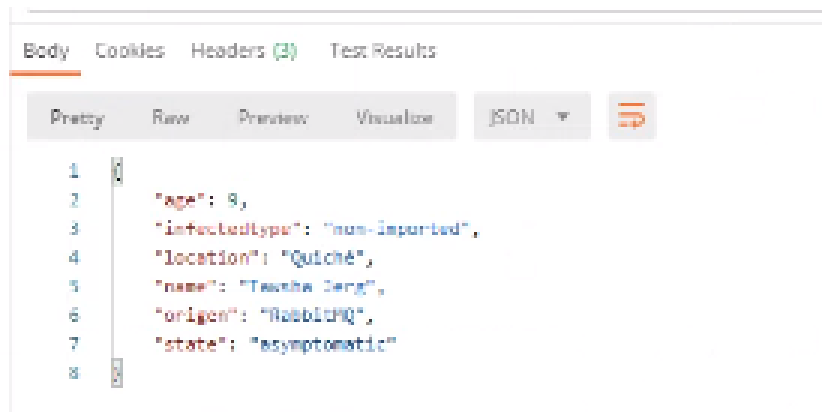 Body Cookies Headers (3) Test Results
Pretty Raw Preview Visualize JSON
1 {
2 "age": 9,
3 "infectedtype": "non-imported",
4 "location": "Quiché",
5 "name":
6 "origen": "RabbitMQ",
7 "state": "asymptomatic"
8 }